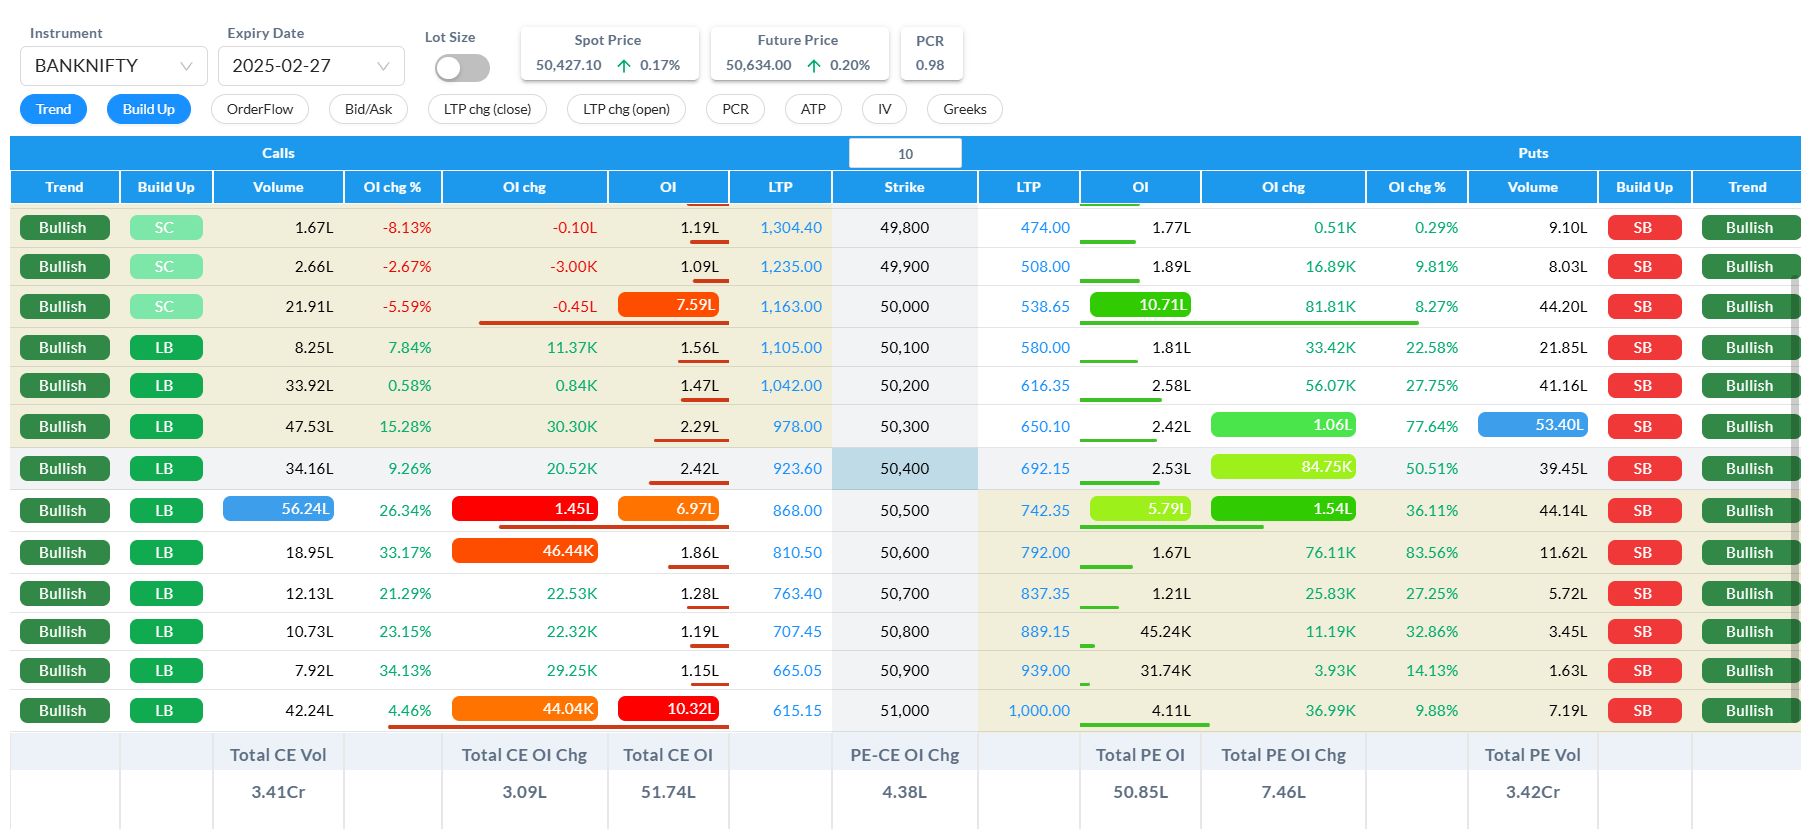 Instrument Expiry Date Lot Size Spot Price Future Price PCR
BANKNIFTY 2025-02-27 50,427.10 0.17% 50,634.00 0.20% 0.98
Trend Build Up OrderFlow Bid/Ask LTP chg (close) LTP chg (open) PCR ATP IV Greeks
Calls 10 Puts
Trend Build Up Volume OI chg % OI chg OI LTP Strike LTP OI OI chg OI chg % Volume Build Up Trend
Bullish SC 1.67L -8.13% -0.10L 1.19L 1,304.40 49,800 474.00 1.77L 0.51K 0.29% 9.10L SB Bullish
Bullish SC 2.66L -2.67% -3.00K 1.09L 1,235.00 49,900 508.00 1.89L 16.89K 9.81% 8.03L SB Bullish
Bullish SC 21.91L -5.59% -0.45L 7.59L 1,163.00 50,000 538.65 10.71L 81.81K 8.27% 44.20L SB Bullish
Bullish LB 8.25L 7.84% 11.37K 1.56L 1,105.00 50,100 580.00 1.81L 33.42K 22.58% 21.85L SB Bullish
Bullish LB 33.92L 0.58% 0.84K 1.47L 1,042.00 50,200 616.35 2.58L 56.07K 27.75% 41.16L SB Bullish
Bullish LB 47.53L 15.28% 30.30K 2.29L 978.00 50,300 650.10 2.42L 1.06L 77.64% 53.40L SB Bullish
Bullish LB 34.16L 9.26% 20.52K 2.42L 923.60 50,400 692.15 2.53L 84.75K 50.51% 39.45L SB Bullish
Bullish LB 56.24L 26.34% 1.45L 6.97L 868.00 50,500 742.35 5.79L 1.54L 36.11% 44.14L SB Bullish
Bullish LB 18.95L 33.17% 46.44K 1.86L 810.50 50,600 792.00 1.67L 76.11K 83.56% 11.62L SB Bullish
Bullish LB 12.13L 21.29% 22.53K 1.28L 763.40 50,700 837.35 1.21L 25.83K 27.25% 5.72L SB Bullish
Bullish LB 10.73L 23.15% 22.32K 1.19L 707.45 50,800 889.15 45.24K 11.19K 32.86% 3.45L SB Bullish
Bullish LB 7.92L 34.13% 29.25K 1.15L 665.05 50,900 939.00 31.74K 3.93K 14.13% 1.63L SB Bullish
Bullish LB 42.24L 4.46% 44.04K 10.32L 615.15 51,000 1,000.00 4.11L 36.99K 9.88% 7.19L SB Bullish
Total CE Vol Total CE OI Chg Total CE OI PE-CE OI Chg Total PE OI Total PE OI Chg Total PE Vol
3.41Cr 3.09L 51.74L 4.38L 50.85L 7.46L 3.42Cr